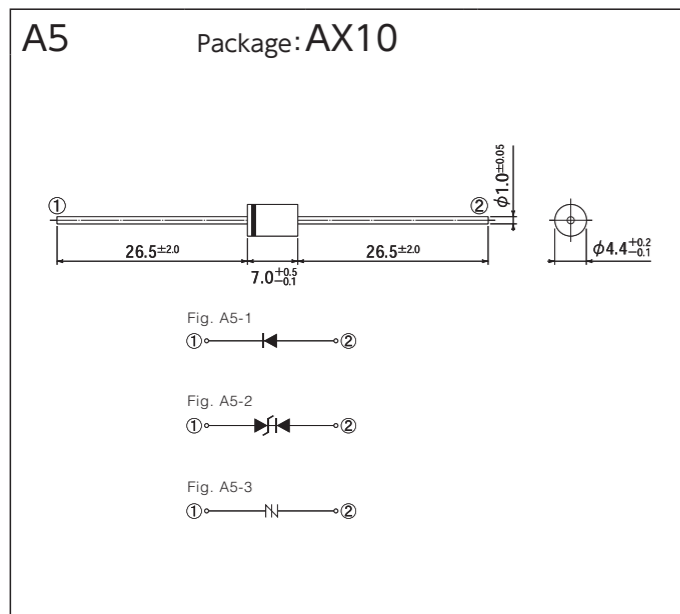 A5 Package: AX10
φ1.0±0.05
① ②
26.5±2.0 26.5±2.0
7.0+0.5 -0.1
φ4.4+0.2 -0.1
Fig. A5-1
① ②
Fig. A5-2
① ②
Fig. A5-3
① ②